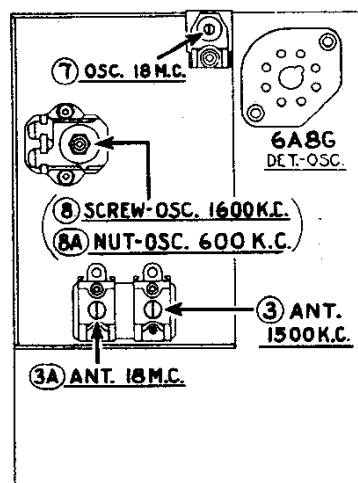 7 OSC. 18 M.C.
6A8G
DET.-OSC.
8 SCREW-OSC. 1600 K.C.
8A NUT-OSC. 600 K.C.
3 ANT.
1500 K.C.
3A ANT. 18 M.C.